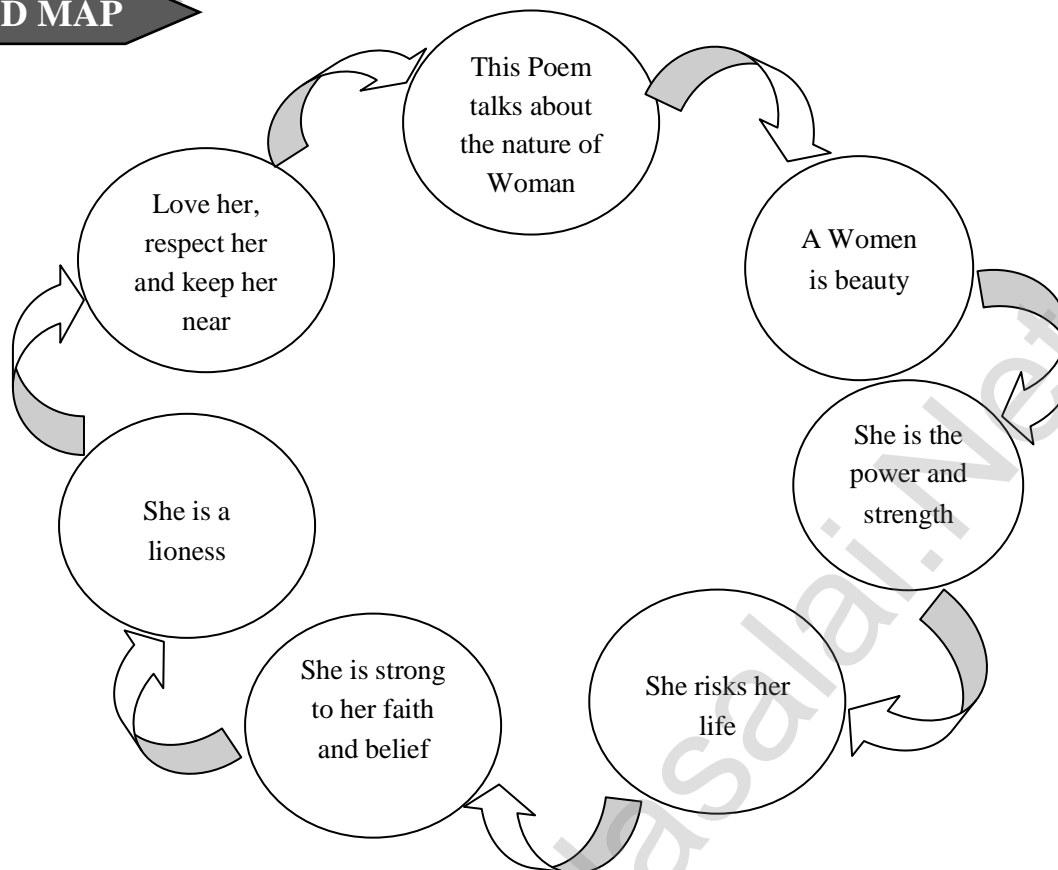 D MAP
This Poem
talks about
the nature of
Woman
A Women
is beauty
She is the
power and
strength
She risks her
life
She is strong
to her faith
and belief
She is a
lioness
Love her,
respect her
and keep her
near
asalai.Net